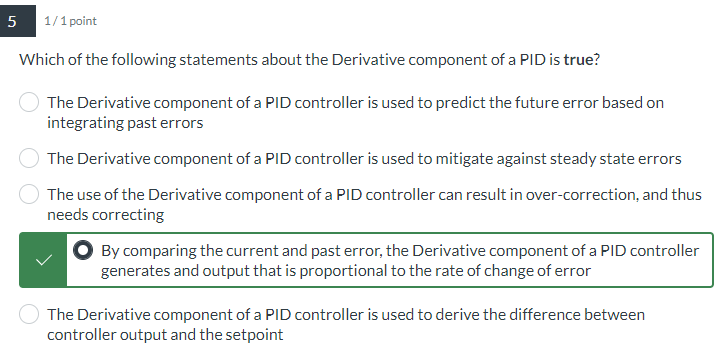 5 1/1 point
Which of the following statements about the Derivative component of a PID is true?
The Derivative component of a PID controller is used to predict the future error based on
integrating past errors
The Derivative component of a PID controller is used to mitigate against steady state errors
The use of the Derivative component of a PID controller can result in over-correction, and thus
needs correcting
By comparing the current and past error, the Derivative component of a PID controller
generates and output that is proportional to the rate of change of error
The Derivative component of a PID controller is used to derive the difference between
controller output and the setpoint